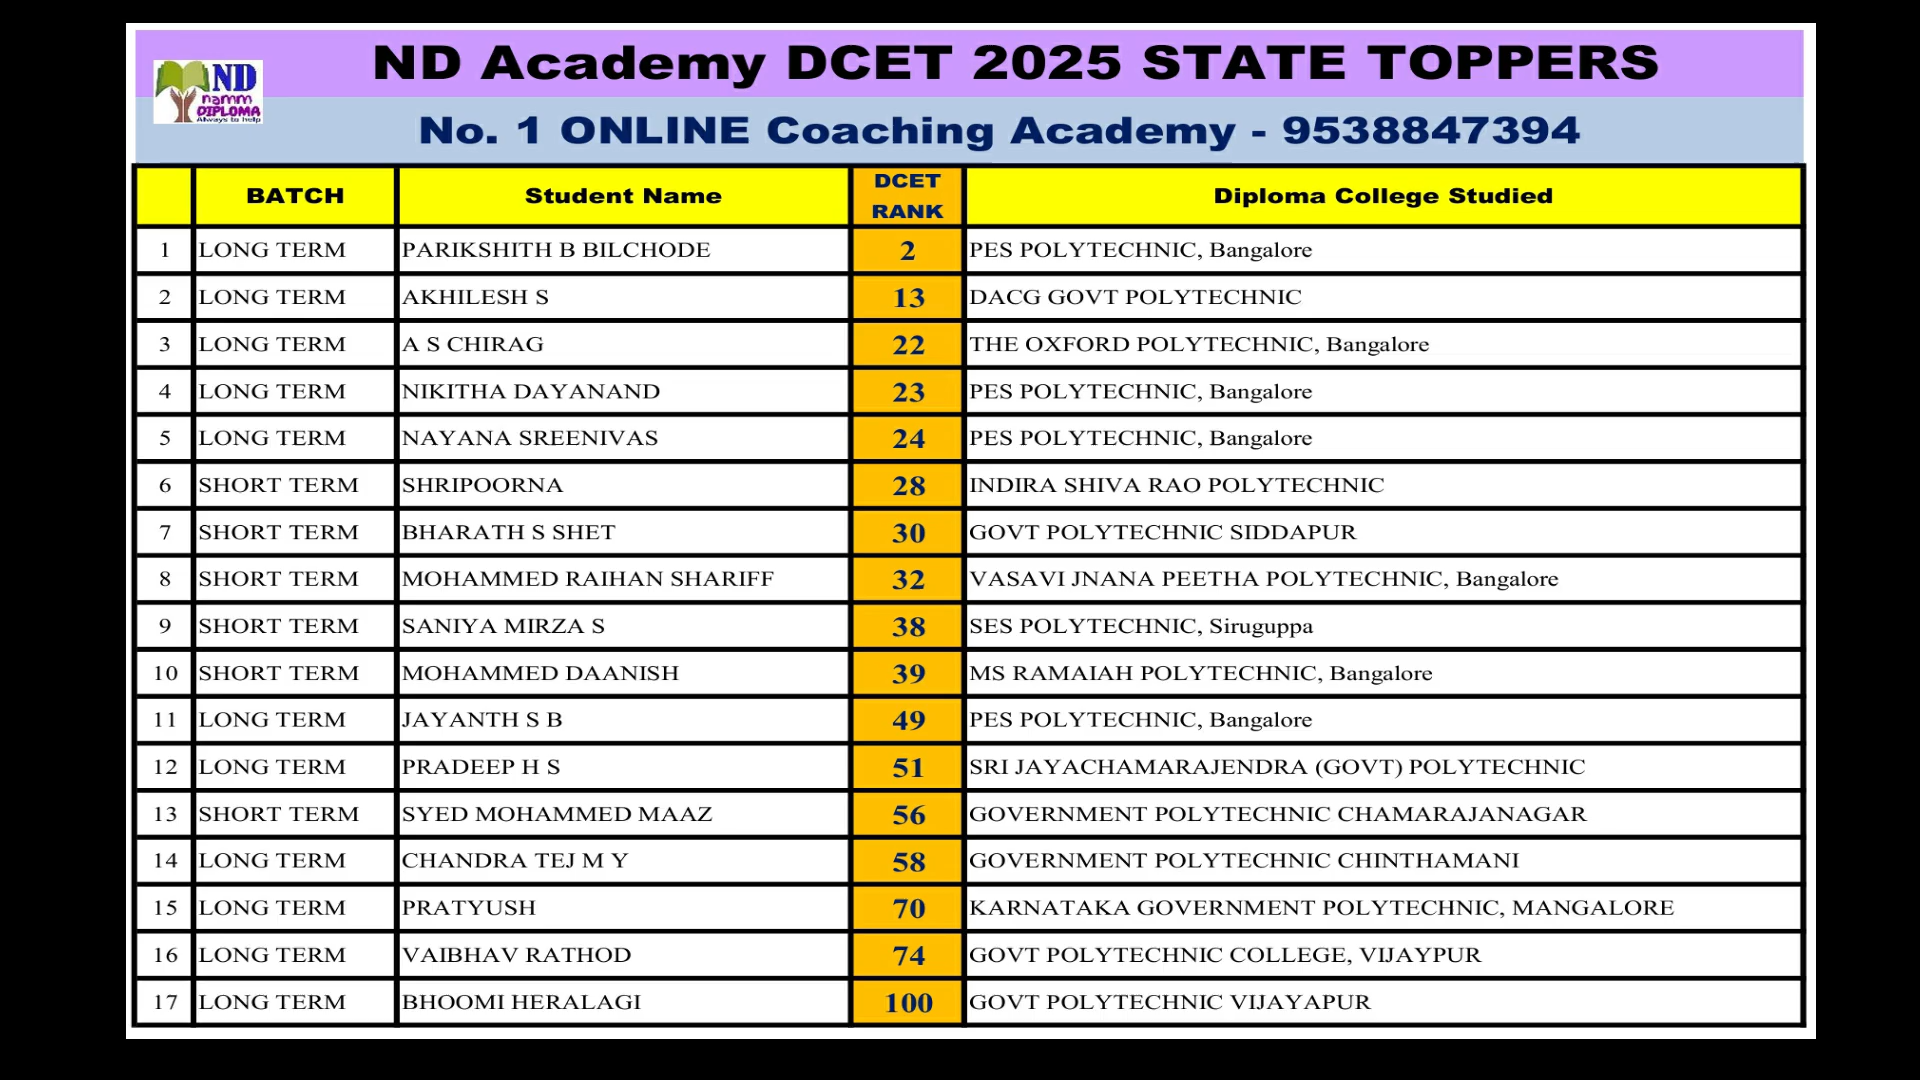 ND Academy DCET 2025 STATE TOPPERS
ND
namm
DIPLOMA
Always to help
No. 1 ONLINE Coaching Academy - 9538847394
BATCH Student Name DCET RANK Diploma College Studied
1 LONG TERM PARIKSHITH B BILCHODE 2 PES POLYTECHNIC, Bangalore
2 LONG TERM AKHILESH S 13 DACG GOVT POLYTECHNIC
3 LONG TERM A S CHIRAG 22 THE OXFORD POLYTECHNIC, Bangalore
4 LONG TERM NIKITHA DAYANAND 23 PES POLYTECHNIC, Bangalore
5 LONG TERM NAYANA SREENIVAS 24 PES POLYTECHNIC, Bangalore
6 SHORT TERM SHRIPOORNA 28 INDIRA SHIVA RAO POLYTECHNIC
7 SHORT TERM BHARATH S SHET 30 GOVT POLYTECHNIC SIDDAPUR
8 SHORT TERM MOHAMMED RAIHAN SHARIFF 32 VASAVI JNANA PEETHA POLYTECHNIC, Bangalore
9 SHORT TERM SANIYA MIRZA S 38 SES POLYTECHNIC, Siruguppa
10 SHORT TERM MOHAMMED DAANISH 39 MS RAMAIAH POLYTECHNIC, Bangalore
11 LONG TERM JAYANTH S B 49 PES POLYTECHNIC, Bangalore
12 LONG TERM PRADEEP H S 51 SRI JAYACHAMARAJENDRA (GOVT) POLYTECHNIC
13 SHORT TERM SYED MOHAMMED MAAZ 56 GOVERNMENT POLYTECHNIC CHAMARAJANAGAR
14 LONG TERM CHANDRA TEJ M Y 58 GOVERNMENT POLYTECHNIC CHINTHAMANI
15 LONG TERM PRATYUSH 70 KARNATAKA GOVERNMENT POLYTECHNIC, MANGALORE
16 LONG TERM VAIBHAV RATHOD 74 GOVT POLYTECHNIC COLLEGE, VIJAYPUR
17 LONG TERM BHOOMI HERALAGI 100 GOVT POLYTECHNIC VIJAYAPUR